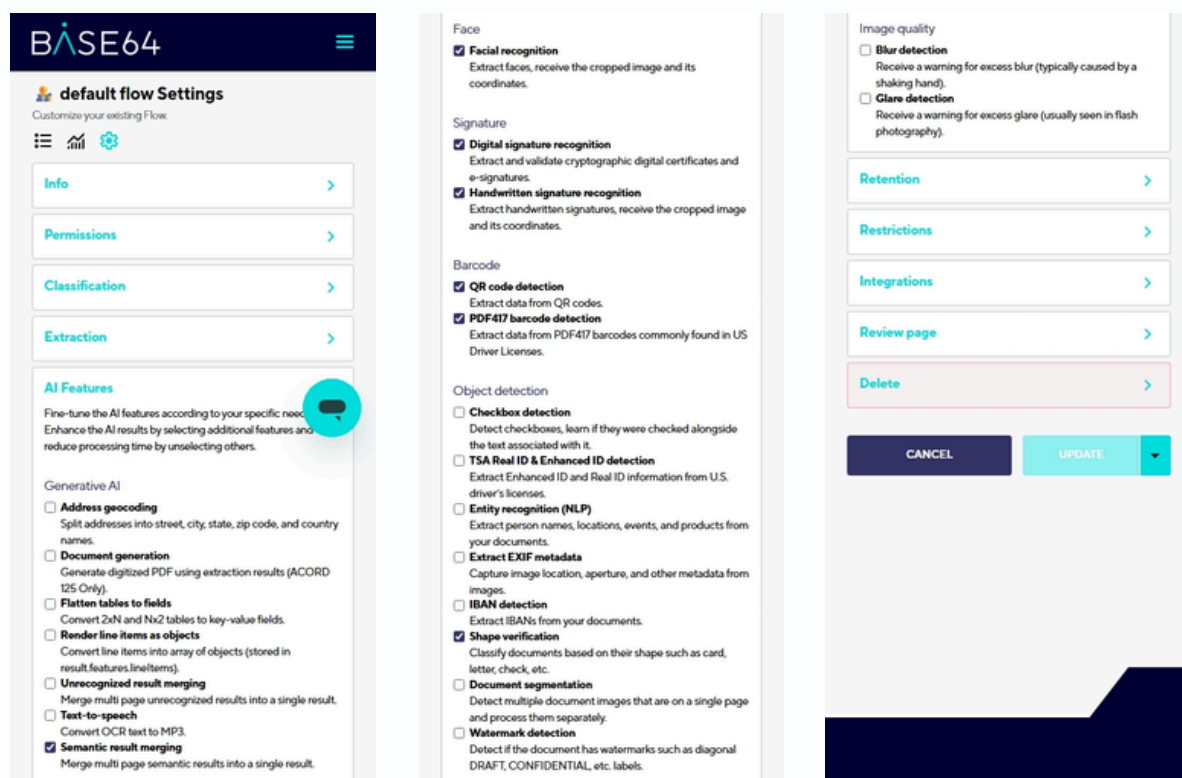 BASE64
default flow Settings
Customize your existing Flow.
Info
Permissions
Classification
Extraction
AI Features
Fine-tune the AI features according to your specific
Enhance the AI results by selecting additional features and
reduce processing time by unselecting others.
Generative AI
Address geocoding
Split addresses into street, city, state, zip code, and country
names.
Document generation
Generate digitized PDF using extraction results (ACORD
125 Only).
Flatten tables to fields
Convert 2xN and Nx2 tables to key-value fields.
Render line items as objects
Convert line items into array of objects (stored in
result.features.lineItems).
Unrecognized result merging
Merge multi page unrecognized results into a single result.
Text-to-speech
Convert OCR text to MP3.
Semantic result merging
Merge multi page semantic results into a single result.
Face
Facial recognition
Extract faces, receive the cropped image and its
coordinates.
Signature
Digital signature recognition
Extract and validate cryptographic digital certificates and
e-signatures.
Handwritten signature recognition
Extract handwritten signatures, receive the cropped image
and its coordinates.
Barcode
QR code detection
Extract data from QR codes.
PDF417 barcode detection
Extract data from PDF417 barcodes commonly found in US
Driver Licenses.
Object detection
Checkbox detection
Detect checkboxes, learn if they were checked alongside
the text associated with it.
TSA Real ID & Enhanced ID detection
Extract Enhanced ID and Real ID information from U.S.
driver's licenses.
Entity recognition (NLP)
Extract person names, locations, events, and products from
your documents.
Extract EXIF metadata
Capture image location, aperture, and other metadata from
images.
IBAN detection
Extract IBANs from your documents.
Shape verification
Classify documents based on their shape such as card,
letter, check, etc.
Document segmentation
Detect multiple document images that are on a single page
and process them separately.
Watermark detection
Detect if the document has watermarks such as diagonal
DRAFT, CONFIDENTIAL, etc. labels.
Image quality
Blur detection
Receive a warning for excess blur (typically caused by a
shaking hand).
Glare detection
Receive a warning for excess glare (usually seen in flash
photography).
Retention
Restrictions
Integrations
Review page
Delete
CANCEL
UPDATE